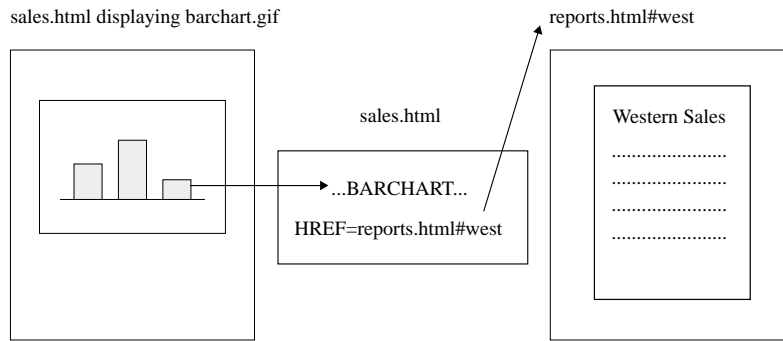 sales.html displaying barchart.gif
reports.html#west
sales.html
...BARCHART...
HREF=reports.html#west
Western Sales
.......................
.......................
.......................
.......................